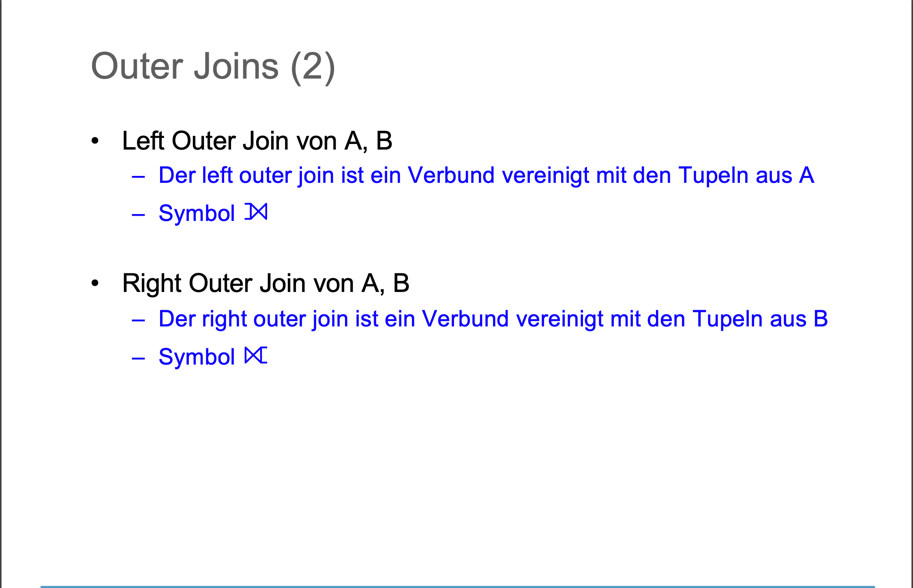 Outer Joins (2)
• Left Outer Join von A, B
– Der left outer join ist ein Verbund vereinigt mit den Tupeln aus A
– Symbol ⟕
• Right Outer Join von A, B
– Der right outer join ist ein Verbund vereinigt mit den Tupeln aus B
– Symbol ⟖